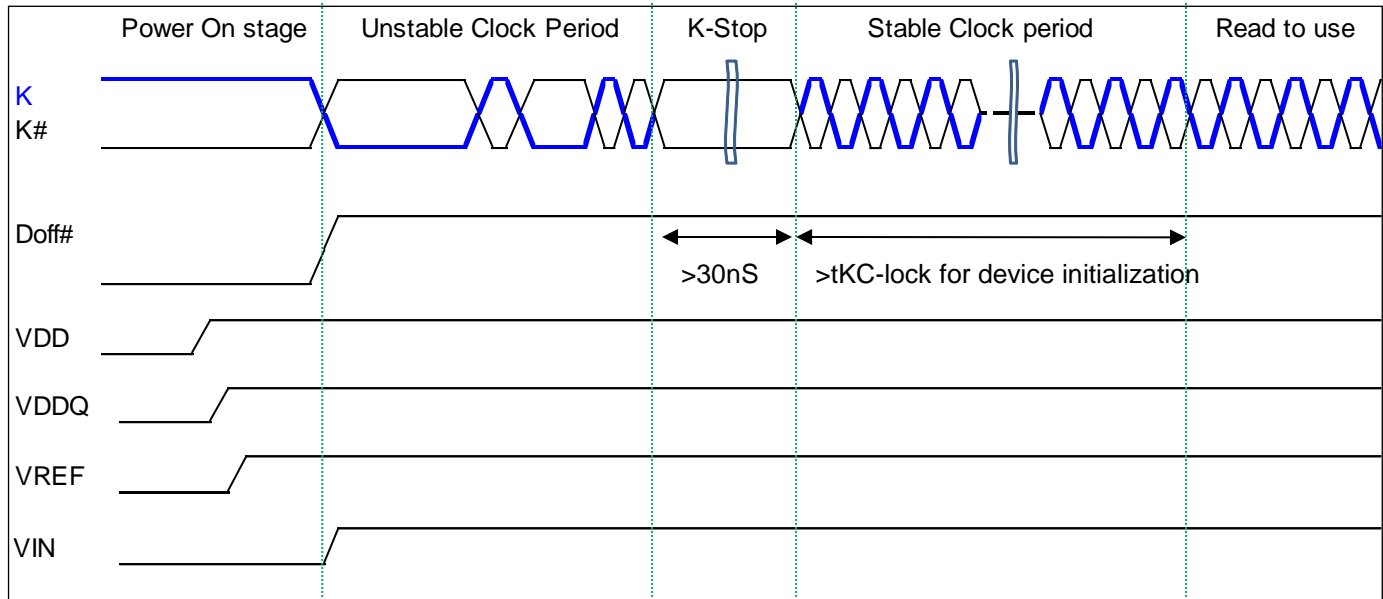 Power On stage Unstable Clock Period K-Stop Stable Clock period Read to use
K
K#
Doff#
>30nS >tKC-lock for device initialization
VDD
VDDQ
VREF
VIN